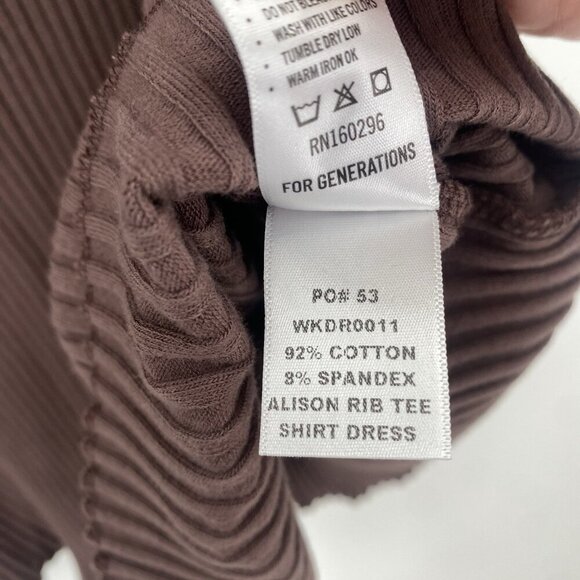 • DO NOT BLEACH
• WASH WITH LIKE COLORS
• TUMBLE DRY LOW
• WARM IRON OK
RN160296
FOR GENERATIONS
PO# 53
WKDR0011
92% COTTON
8% SPANDEX
ALISON RIB TEE
SHIRT DRESS